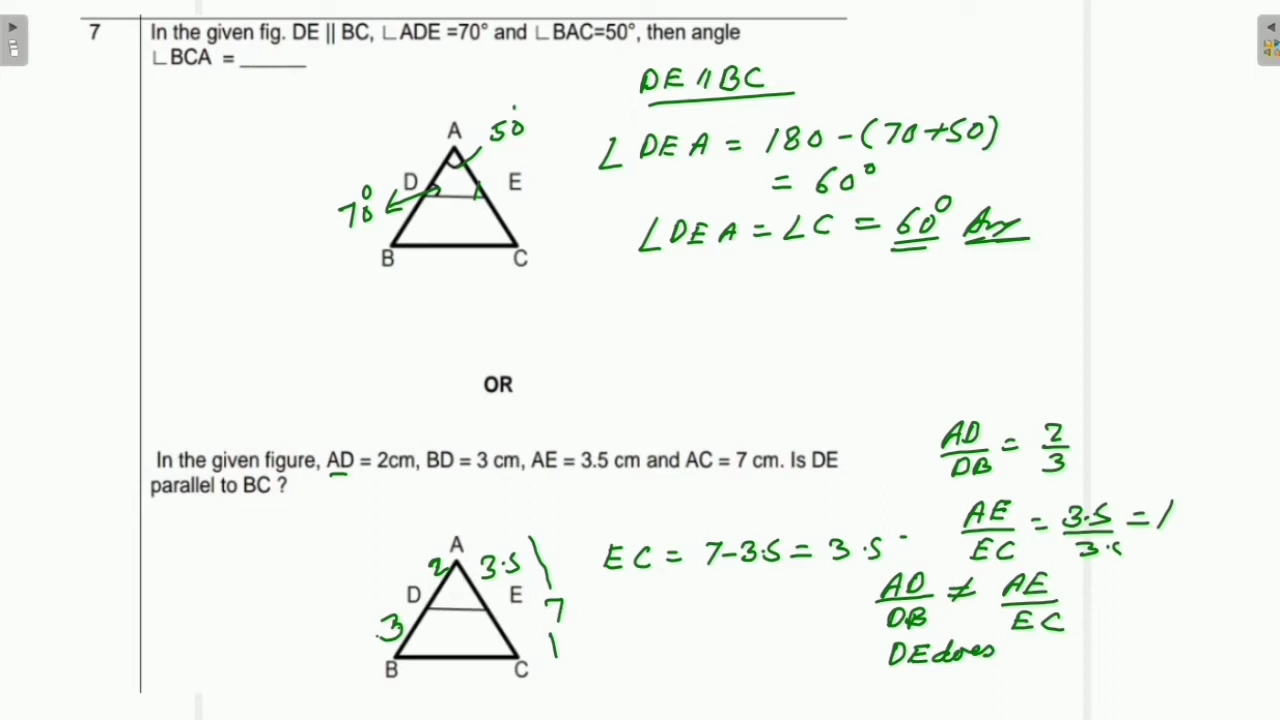 7
In the given fig. DE || BC, ∟ADE =70° and ∟BAC=50°, then angle
∟BCA = ______
DE // BC
A 50°
∠ DEA = 180 - (70+50)
D E
= 60°
70°
∠ DEA = ∠C = 60° Ans
B C
OR
In the given figure, AD = 2cm, BD = 3 cm, AE = 3.5 cm and AC = 7 cm. Is DE
parallel to BC ?
AD/DB = 2/3
AE/EC = 3.5/3.5 = 1
EC = 7-3.5 = 3.5
A
2 3.5
D E
7
3
B C
AD/DB ≠ AE/EC
DE does